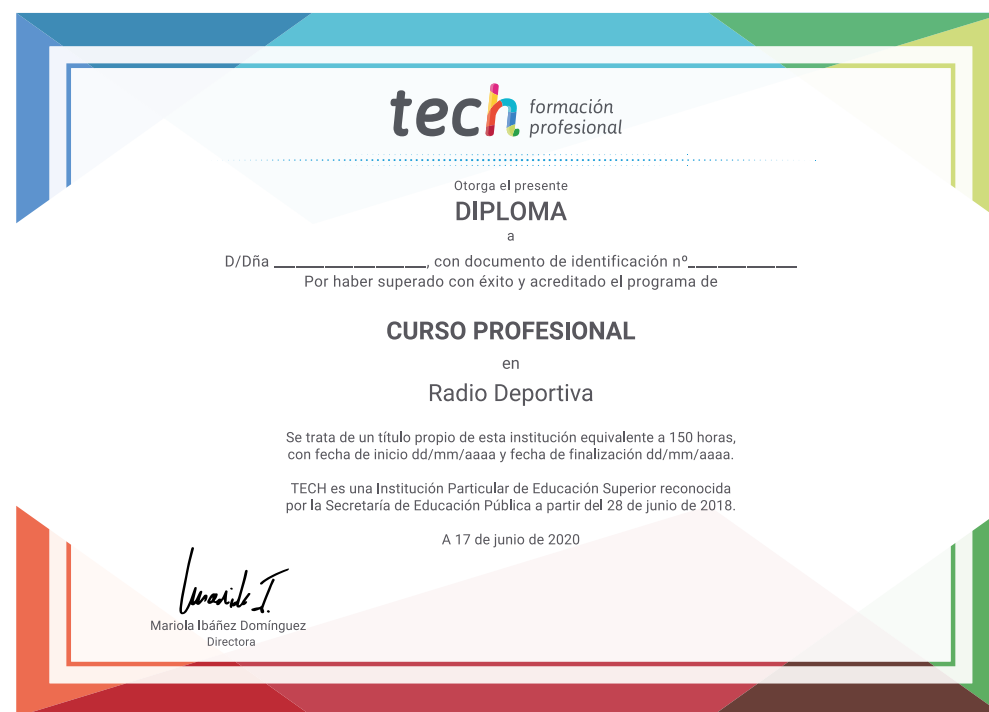 tech formación
profesional
Otorga el presente
DIPLOMA
a
D/Dña ______________, con documento de identificación nº__________
Por haber superado con éxito y acreditado el programa de
CURSO PROFESIONAL
en
Radio Deportiva
Se trata de un título propio de esta institución equivalente a 150 horas,
con fecha de inicio dd/mm/aaaa y fecha de finalización dd/mm/aaaa.
TECH es una Institución Particular de Educación Superior reconocida
por la Secretaría de Educación Pública a partir del 28 de junio de 2018.
A 17 de junio de 2020
Mariola I.
Mariola Ibáñez Domínguez
Directora